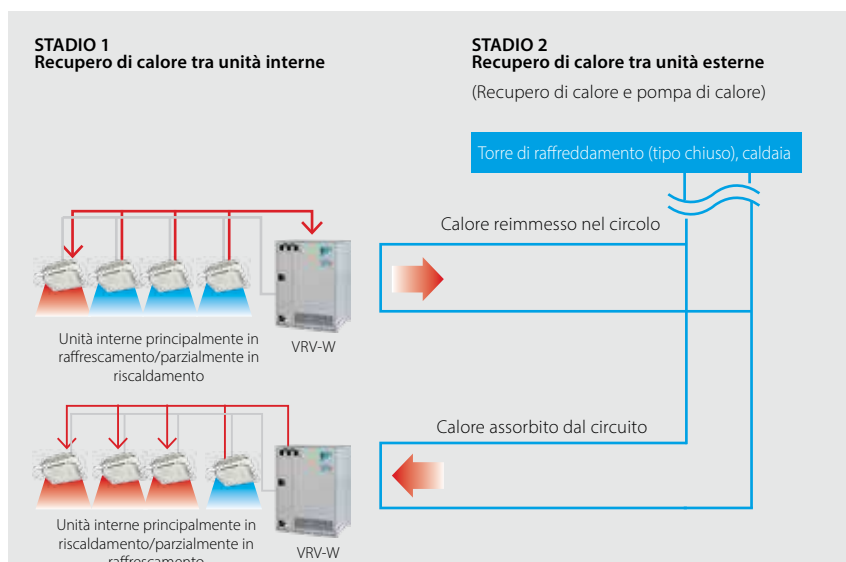 STADIO 1
Recupero di calore tra unità interne
STADIO 2
Recupero di calore tra unità esterne
(Recupero di calore e pompa di calore)
Torre di raffreddamento (tipo chiuso), caldaia
Calore reimmesso nel circolo
Unità interne principalmente in
raffrescamento/parzialmente in
riscaldamento
VRV-W
Calore assorbito dal circuito
Unità interne principalmente in
riscaldamento/parzialmente in
raffrescamento
VRV-W